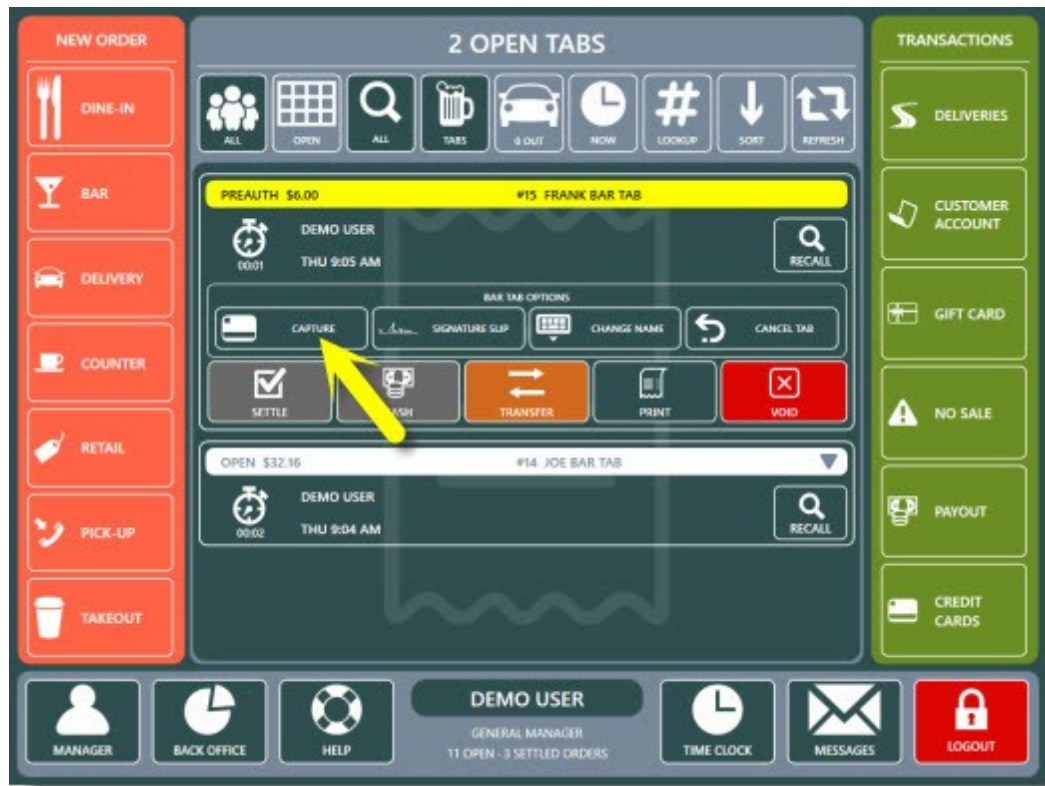 NEW ORDER
DINE-IN
BAR
DELIVERY
COUNTER
RETAIL
PICK-UP
TAKEOUT
2 OPEN TABS
ALL
OPEN
ALL
TABS
0 OUT
NOW
LOOKUP
SORT
REFRESH
PREAUTH $6.00 #15 FRANK BAR TAB
DEMO USER
00:01 THU 9:05 AM
RECALL
BAR TAB OPTIONS
CAPTURE
SIGNATURE SLIP
CHANGE NAME
CANCEL TAB
SETTLE
TRANSFER
PRINT
VOID
OPEN $32.16 #14 JOE BAR TAB
DEMO USER
00:02 THU 9:04 AM
RECALL
TRANSACTIONS
DELIVERIES
CUSTOMER
ACCOUNT
GIFT CARD
NO SALE
PAYOUT
CREDIT
CARDS
MANAGER
BACK OFFICE
HELP
DEMO USER
GENERAL MANAGER
11 OPEN - 3 SETTLED ORDERS
TIME CLOCK
MESSAGES
LOGOUT